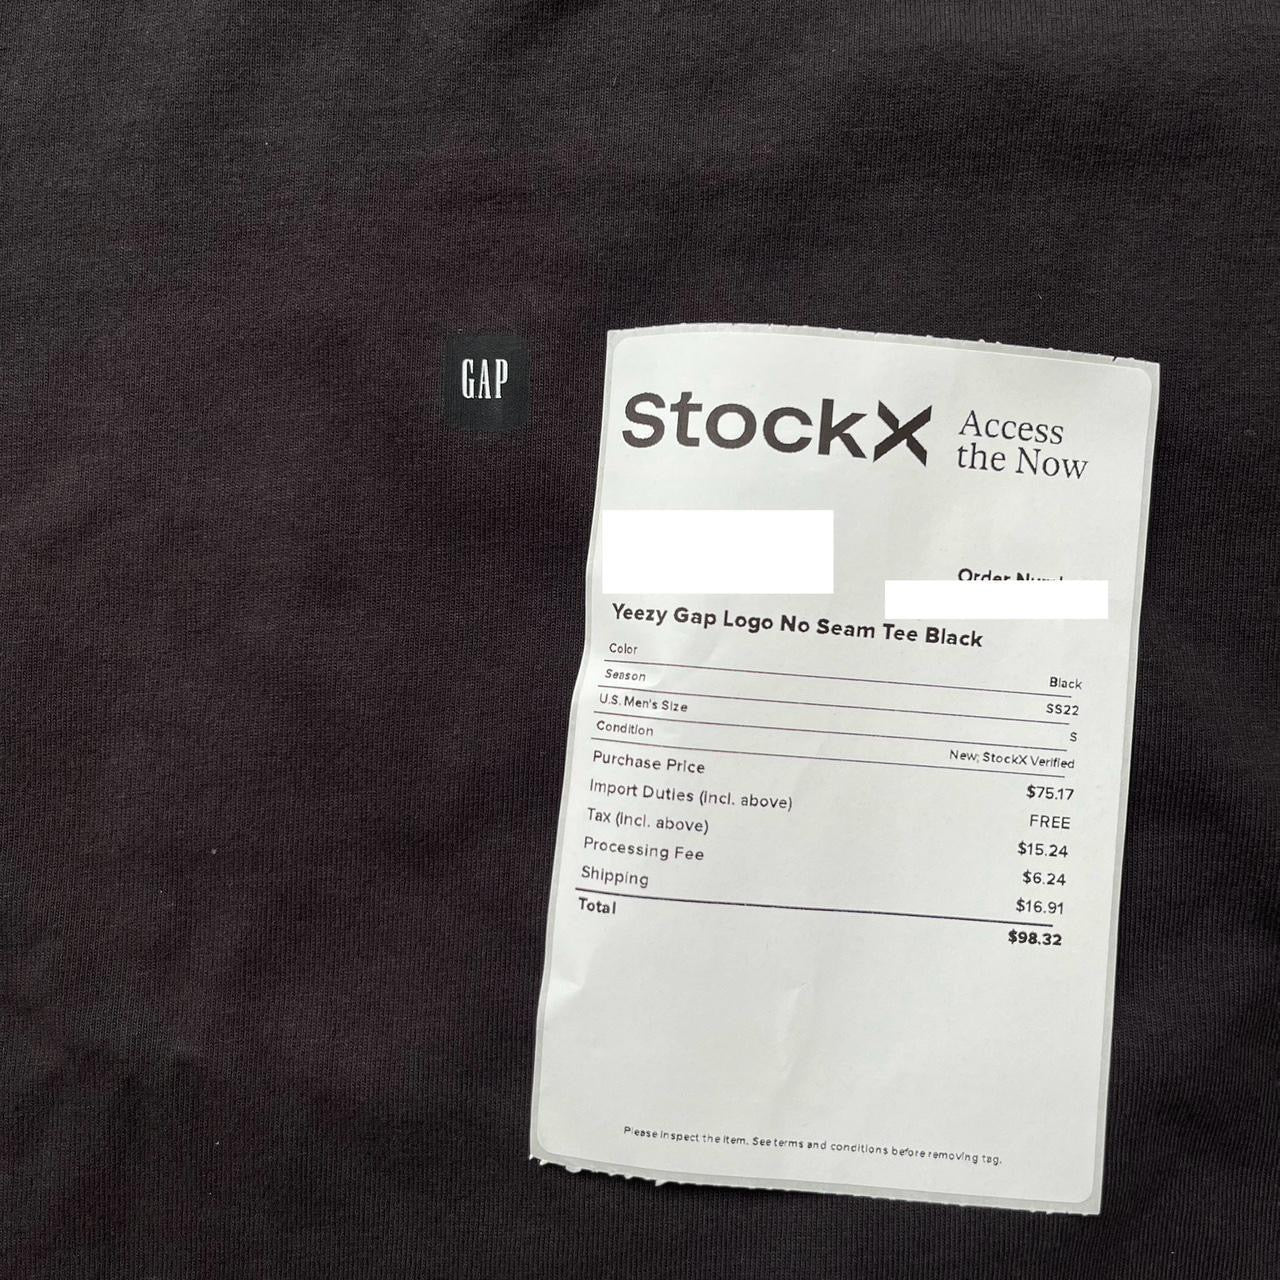 GAP
StockX Access
the Now
Order
Yeezy Gap Logo No Seam Tee Black
Color Black
Season SS22
U.S. Men's Size S
Condition New; StockX Verified
Purchase Price $75.17
Import Duties (incl. above) FREE
Tax (incl. above) $15.24
Processing Fee $6.24
Shipping $16.91
Total $98.32
Please inspect the item. See terms and conditions before removing tag.